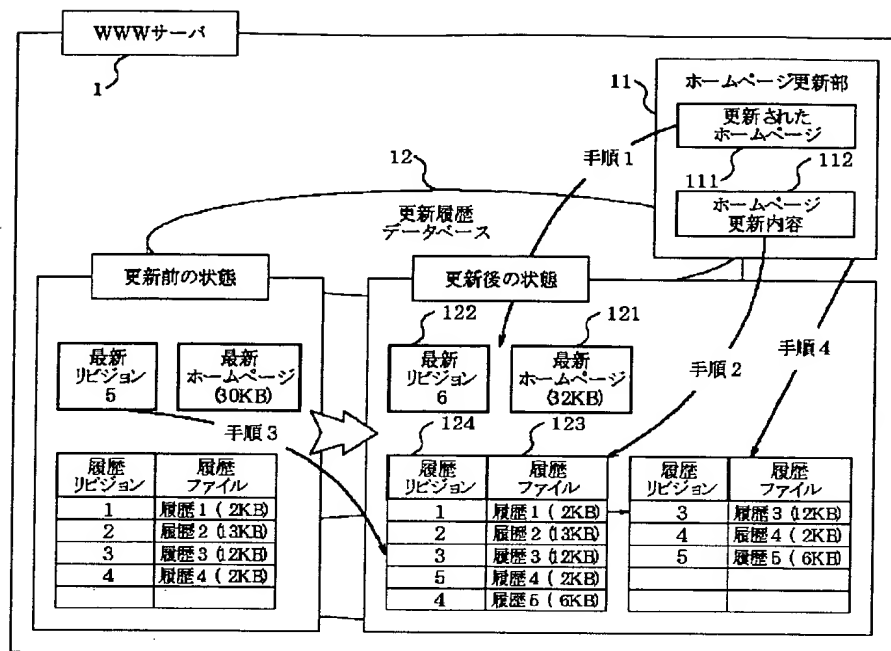 WWWサーバ
1
11
ホームページ更新部
更新された
ホームページ
111
112
ホームページ
更新内容
手順1
12
更新履歴
データベース
更新前の状態
最新
リビジョン
5
最新
ホームページ
(30KB)
手順3
履歴
リビジョン
履歴
ファイル
1
履歴1 ( 2KB)
2
履歴2 (13KB)
3
履歴3 (12KB)
4
履歴4 ( 2KB)
更新後の状態
122
最新
リビジョン
6
121
最新
ホームページ
(32KB)
手順2
手順4
124
123
履歴
リビジョン
履歴
ファイル
1
履歴1 ( 2KB)
2
履歴2 (13KB)
3
履歴3 (12KB)
5
履歴4 ( 2KB)
4
履歴5 ( 6KB)
履歴
リビジョン
履歴
ファイル
3
履歴3 (12KB)
4
履歴4 ( 2KB)
5
履歴5 ( 6KB)